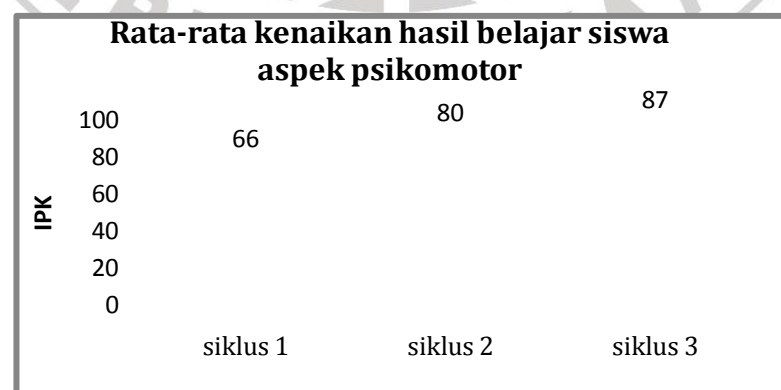 Rata-rata kenaikan hasil belajar siswa
aspek psikomotor
87
80
66
100
80
60
40
20
0
IPK
siklus 1 siklus 2 siklus 3